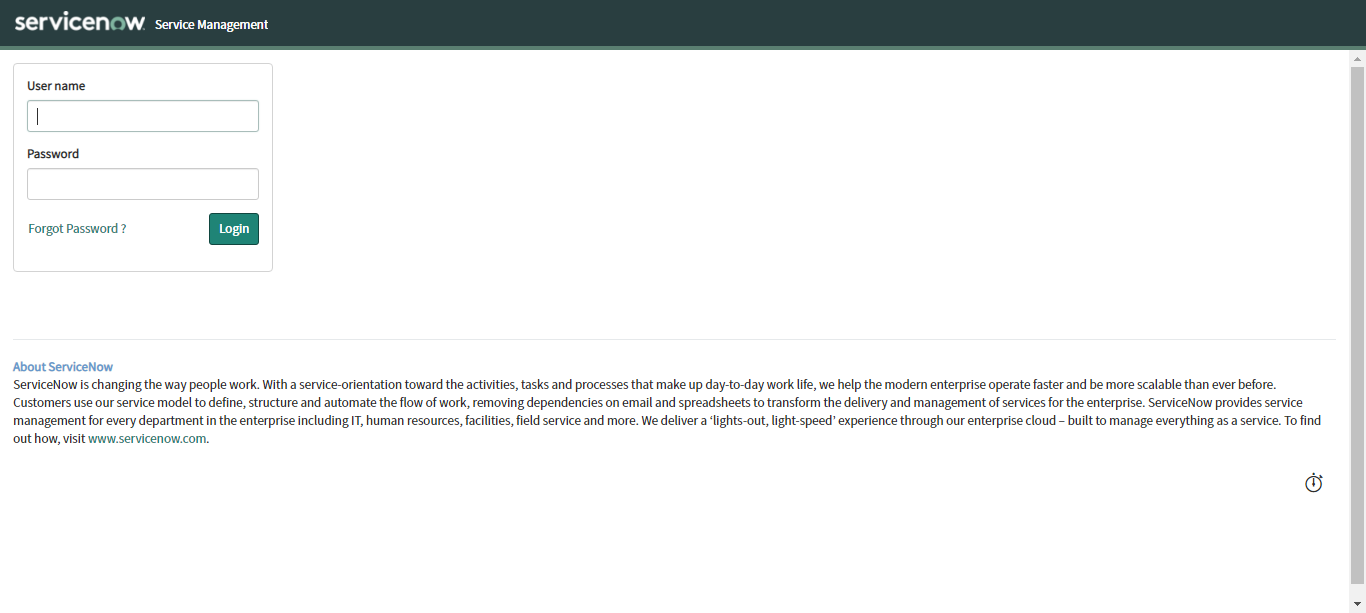 servicenow. Service Management
User name
Password
Forgot Password ?
Login
About ServiceNow
ServiceNow is changing the way people work. With a service-orientation toward the activities, tasks and processes that make up day-to-day work life, we help the modern enterprise operate faster and be more scalable than ever before.
Customers use our service model to define, structure and automate the flow of work, removing dependencies on email and spreadsheets to transform the delivery and management of services for the enterprise. ServiceNow provides service
management for every department in the enterprise including IT, human resources, facilities, field service and more. We deliver a ‘lights-out, light-speed’ experience through our enterprise cloud – built to manage everything as a service. To find
out how, visit www.servicenow.com.